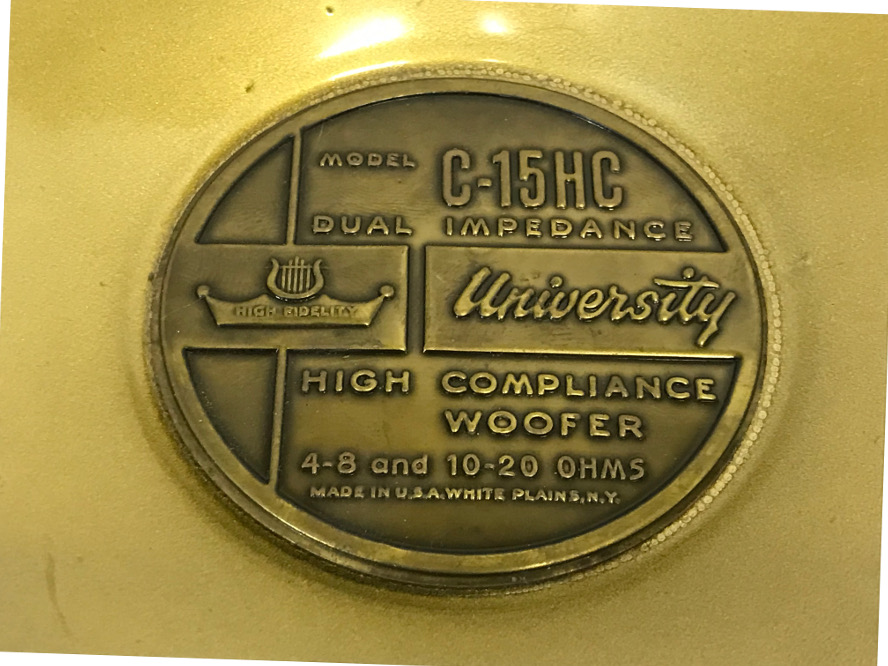 MODEL C-15HC
DUAL IMPEDANCE
HIGH FIDELITY
University
HIGH COMPLIANCE
WOOFER
4-8 and 10-20 OHMS
MADE IN U.S.A. WHITE PLAINS, N.Y.